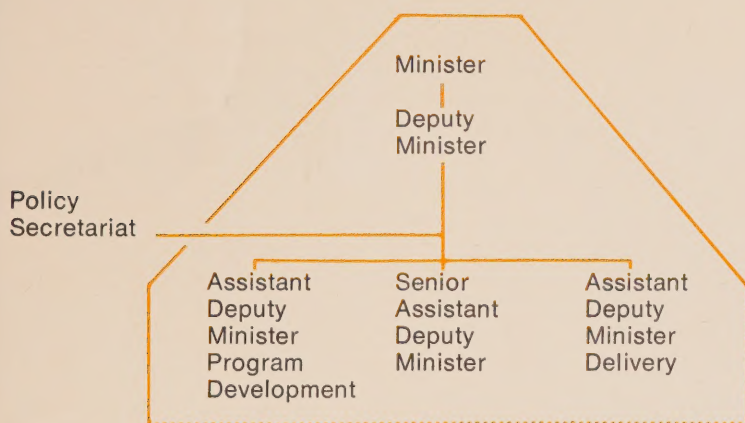 Minister
Deputy
Minister
Policy
Secretariat
Assistant
Deputy
Minister
Program
Development
Senior
Assistant
Deputy
Minister
Assistant
Deputy
Minister
Delivery